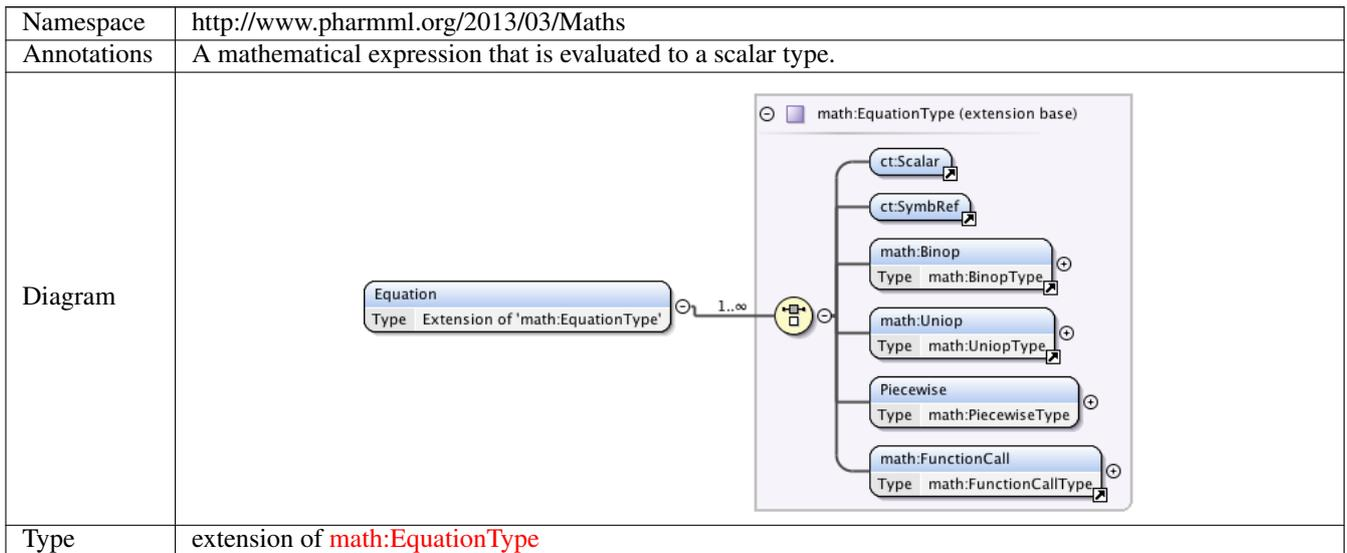 Namespace http://www.pharmml.org/2013/03/Maths
Annotations A mathematical expression that is evaluated to a scalar type.
Diagram
math:EquationType (extension base)
ct:Scalar
ct:SymbRef
math:Binop
Type math:BinopType
Equation
Type Extension of 'math:EquationType'
1..∞
math:Uniop
Type math:UniopType
Piecewise
Type math:PiecewiseType
math:FunctionCall
Type math:FunctionCallType
Type extension of math:EquationType